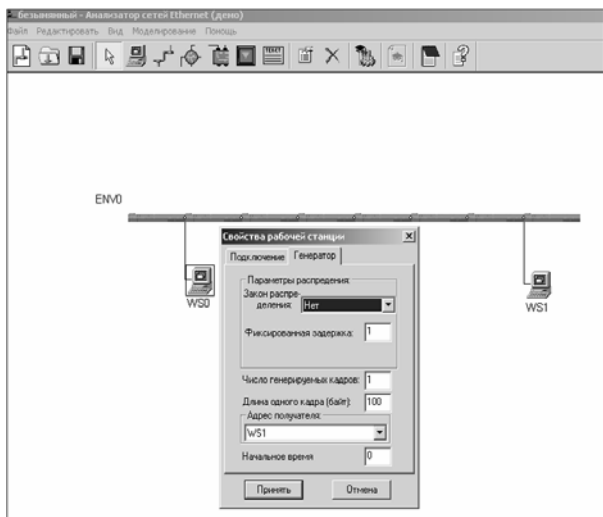 безымянный - Анализатор сетей Ethernet (демо)
Файл Редактировать Вид Моделирование Помощь
TEXET
ENV0
Свойства рабочей станции
Подключение Генератор
Параметры распредения:
Закон распре-
деления: Нет
Фиксированная задержка: 1
Число генерируемых кадров: 1
Длина одного кадра (байт): 100
Адрес получателя:
WS1
Начальное время 0
Принять Отмена
WS0
WS1